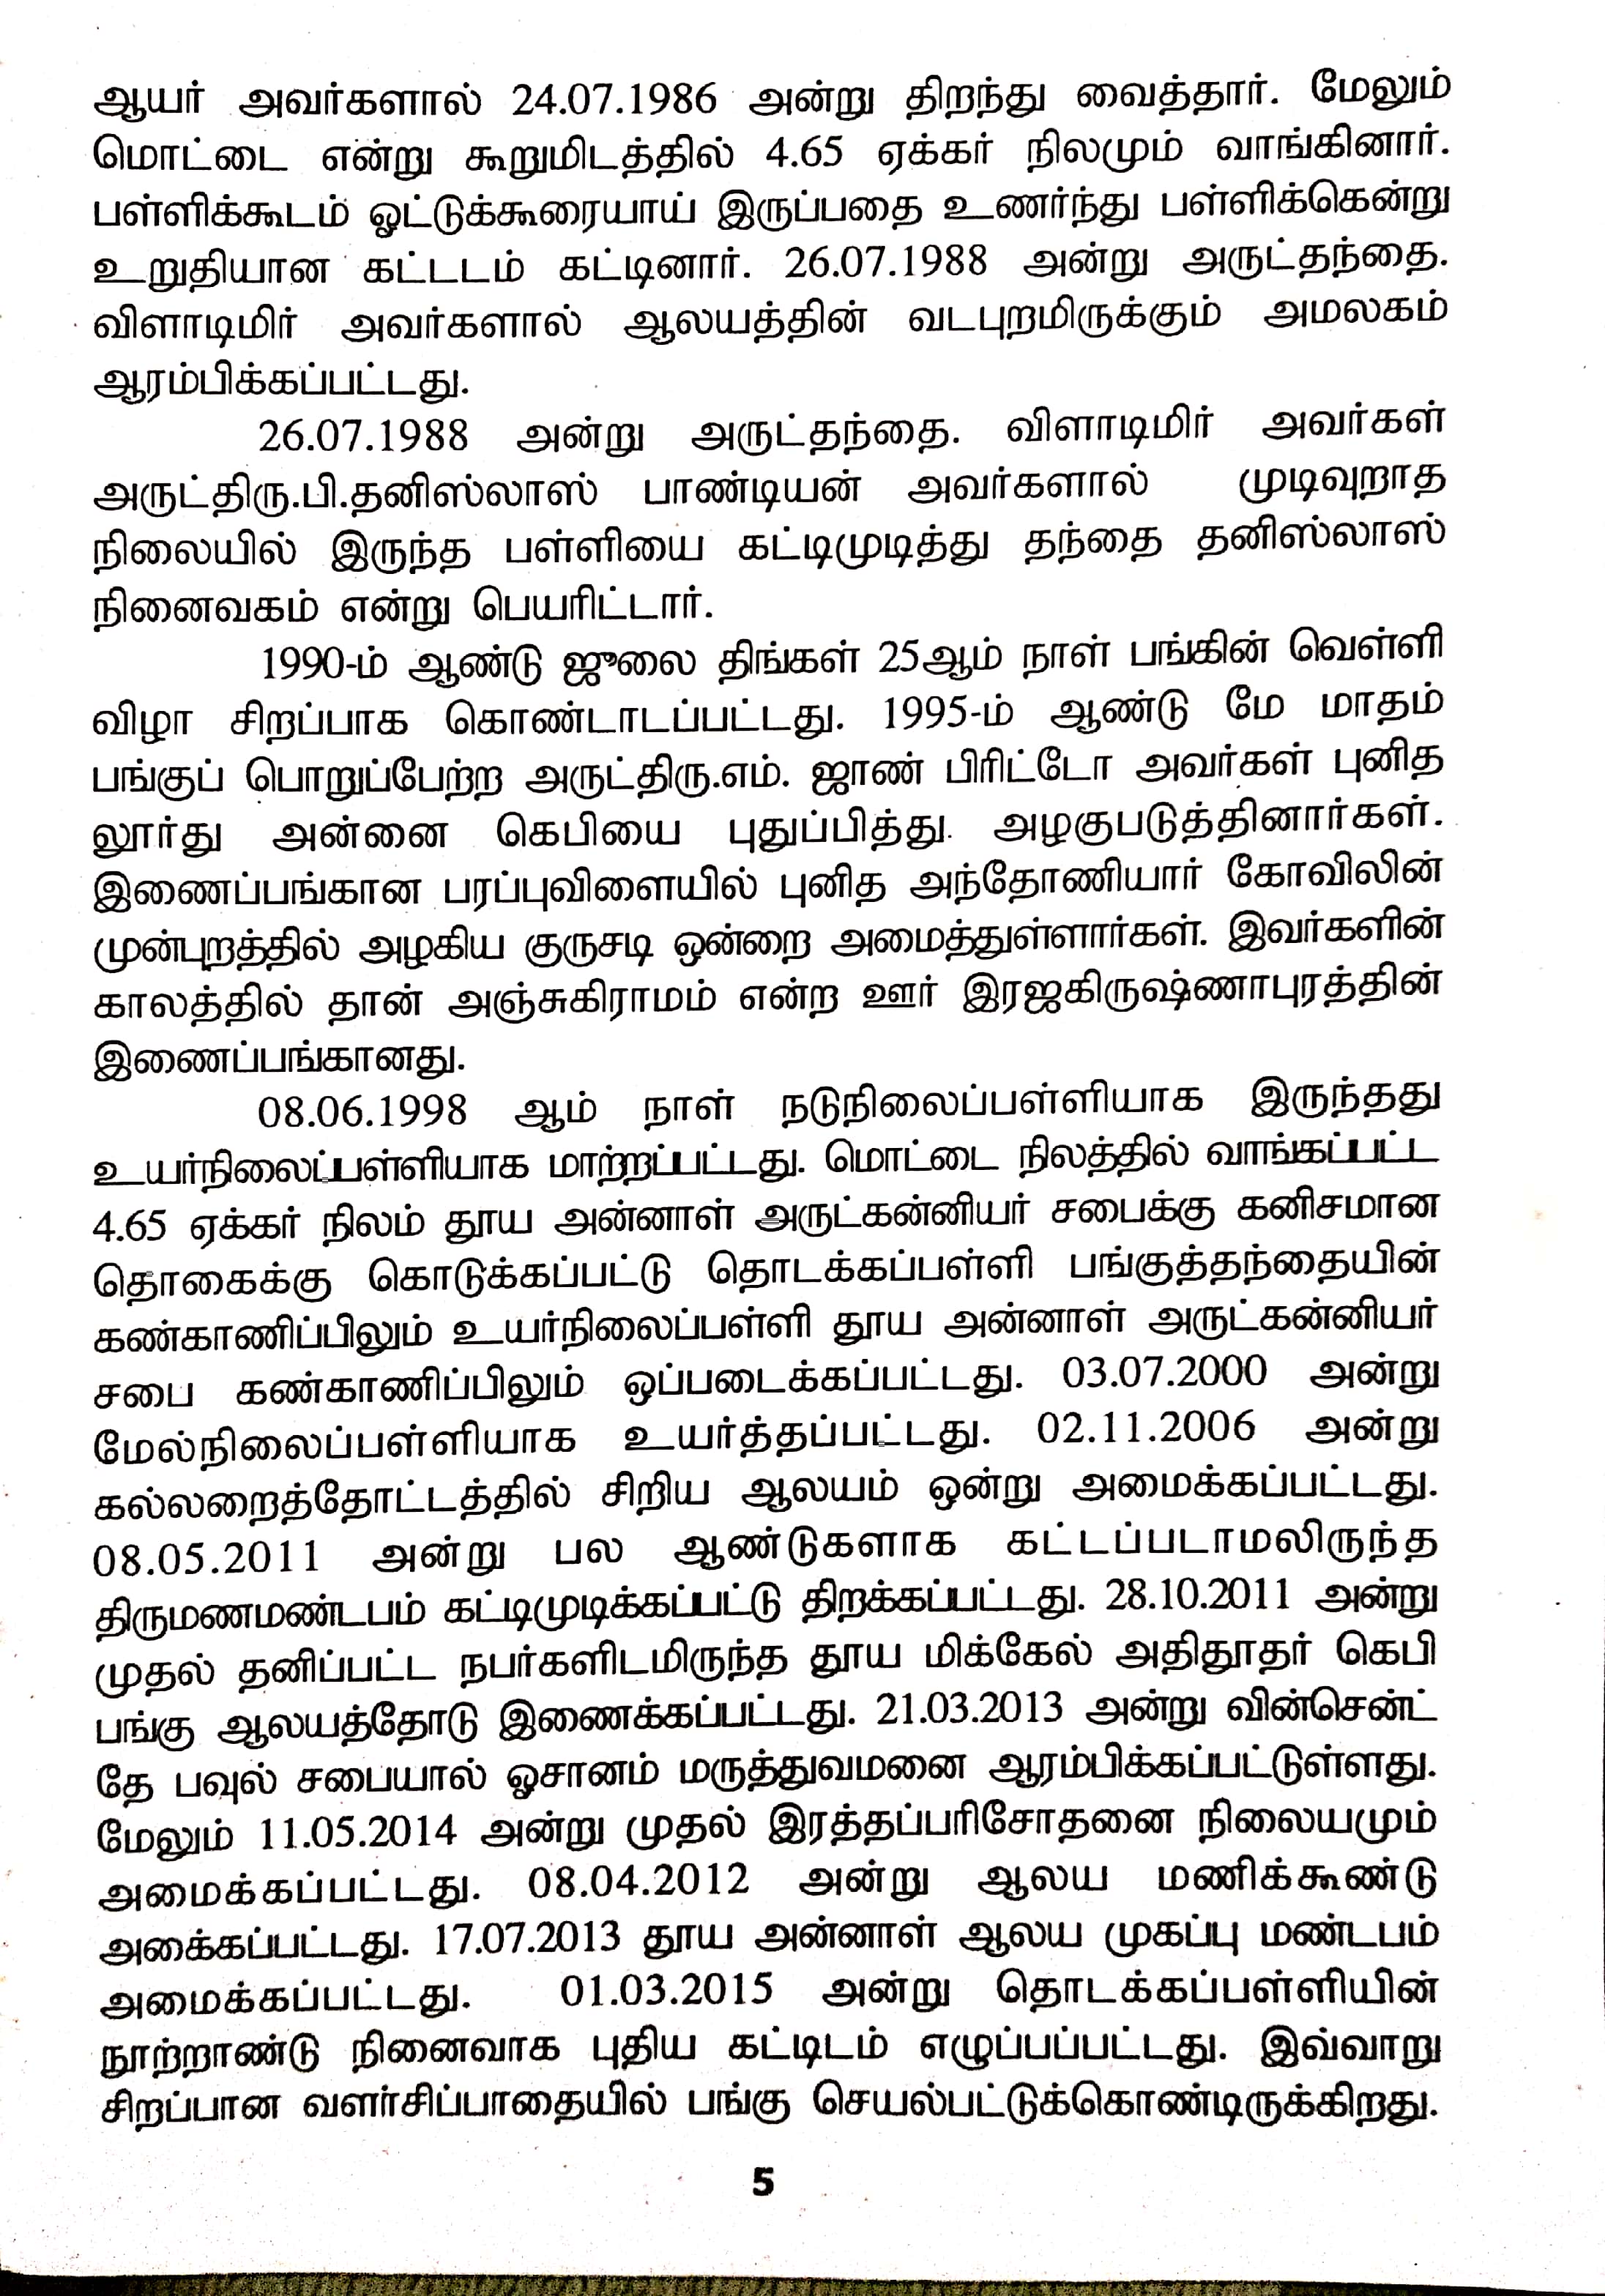 ஆயர் அவர்களால் 24.07.1986 அன்று திறந்து வைத்தார். மேலும்
மொட்டை என்று கூறுமிடத்தில் 4.65 ஏக்கர் நிலமும் வாங்கினார்.
பள்ளிக்கூடம் ஓட்டுக்கூரையாய் இருப்பதை உணர்ந்து பள்ளிக்கென்று
உறுதியான கட்டடம் கட்டினார். 26.07.1988 அன்று அருட்தந்தை.
விளாடிமிர் அவர்களால் ஆலயத்தின் வடபுறமிருக்கும் அமலகம்
ஆரம்பிக்கப்பட்டது.
26.07.1988 அன்று அருட்தந்தை. விளாடிமிர் அவர்கள்
அருட்திரு.பி.தனிஸ்லாஸ் பாண்டியன் அவர்களால் முடிவுறாத
நிலையில் இருந்த பள்ளியை கட்டிமுடித்து தந்தை தனிஸ்லாஸ்
நினைவகம் என்று பெயரிட்டார்.
1990-ம் ஆண்டு ஜுலை திங்கள் 25ஆம் நாள் பங்கின் வெள்ளி
விழா சிறப்பாக கொண்டாடப்பட்டது. 1995-ம் ஆண்டு மே மாதம்
பங்குப் பொறுப்பேற்ற அருட்திரு.எம். ஜாண் பிரிட்டோ அவர்கள் புனித
லூர்து அன்னை கெபியை புதுப்பித்து. அழகுபடுத்தினார்கள்.
இணைப்பங்கான பரப்புவிளையில் புனித அந்தோணியார் கோவிலின்
முன்புறத்தில் அழகிய குருசடி ஒன்றை அமைத்துள்ளார்கள். இவர்களின்
காலத்தில் தான் அஞ்சுகிராமம் என்ற ஊர் இரஜகிருஷ்ணாபுரத்தின்
இணைப்பங்கானது.
08.06.1998 ஆம் நாள் நடுநிலைப்பள்ளியாக இருந்தது
உயர்நிலைப்பள்ளியாக மாற்றப்பட்டது. மொட்டை நிலத்தில் வாங்கப்பட்ட
4.65 ஏக்கர் நிலம் தூய அன்னாள் அருட்கன்னியர் சபைக்கு கனிசமான
தொகைக்கு கொடுக்கப்பட்டு தொடக்கப்பள்ளி பங்குத்தந்தையின்
கண்காணிப்பிலும் உயர்நிலைப்பள்ளி தூய அன்னாள் அருட்கன்னியர்
சபை கண்காணிப்பிலும் ஒப்படைக்கப்பட்டது. 03.07.2000 அன்று
மேல்நிலைப்பள்ளியாக உயர்த்தப்பட்டது. 02.11.2006 அன்று
கல்லறைத்தோட்டத்தில் சிறிய ஆலயம் ஒன்று அமைக்கப்பட்டது.
08.05.2011 அன்று பல ஆண்டுகளாக கட்டப்படாமலிருந்த
திருமணமண்டபம் கட்டிமுடிக்கப்பட்டு திறக்கப்பட்டது. 28.10.2011 அன்று
முதல் தனிப்பட்ட நபர்களிடமிருந்த தூய மிக்கேல் அதிதூதர் கெபி
பங்கு ஆலயத்தோடு இணைக்கப்பட்டது. 21.03.2013 அன்று வின்சென்ட்
தே பவுல் சபையால் ஓசானம் மருத்துவமனை ஆரம்பிக்கப்பட்டுள்ளது.
மேலும் 11.05.2014 அன்று முதல் இரத்தப்பரிசோதனை நிலையமும்
அமைக்கப்பட்டது. 08.04.2012 அன்று ஆலய மணிக்கூண்டு
அக்கைப்பட்டது. 17.07.2013 தூய அன்னாள் ஆலய முகப்பு மண்டபம்
அமைக்கப்பட்டது. 01.03.2015 அன்று தொடக்கப்பள்ளியின்
நூற்றாண்டு நினைவாக புதிய கட்டிடம் எழுப்பப்பட்டது. இவ்வாறு
சிறப்பான வளர்சிப்பாதையில் பங்கு செயல்பட்டுக்கொண்டிருக்கிறது.
5